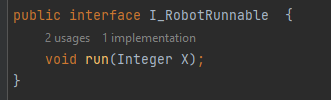 public interface I_RobotRunnable {
2 usages 1 implementation
void run(Integer X);
}